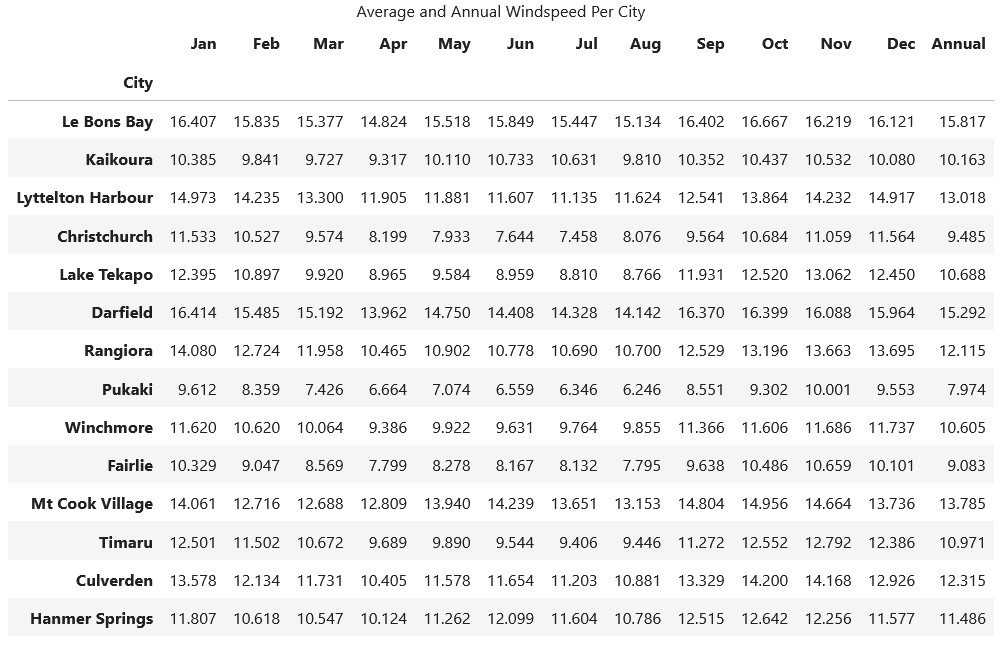 Average and Annual Windspeed Per City
Jan Feb Mar Apr May Jun Jul Aug Sep Oct Nov Dec Annual
City
Le Bons Bay 16.407 15.835 15.377 14.824 15.518 15.849 15.447 15.134 16.402 16.667 16.219 16.121 15.817
Kaikoura 10.385 9.841 9.727 9.317 10.110 10.733 10.631 9.810 10.352 10.437 10.532 10.080 10.163
Lyttelton Harbour 14.973 14.235 13.300 11.905 11.881 11.607 11.135 11.624 12.541 13.864 14.232 14.917 13.018
Christchurch 11.533 10.527 9.574 8.199 7.933 7.644 7.458 8.076 9.564 10.684 11.059 11.564 9.485
Lake Tekapo 12.395 10.897 9.920 8.965 9.584 8.959 8.810 8.766 11.931 12.520 13.062 12.450 10.688
Darfield 16.414 15.485 15.192 13.962 14.750 14.408 14.328 14.142 16.370 16.399 16.088 15.964 15.292
Rangiora 14.080 12.724 11.958 10.465 10.902 10.778 10.690 10.700 12.529 13.196 13.663 13.695 12.115
Pukaki 9.612 8.359 7.426 6.664 7.074 6.559 6.346 6.246 8.551 9.302 10.001 9.553 7.974
Winchmore 11.620 10.620 10.064 9.386 9.922 9.631 9.764 9.855 11.366 11.606 11.686 11.737 10.605
Fairlie 10.329 9.047 8.569 7.799 8.278 8.167 8.132 7.795 9.638 10.486 10.659 10.101 9.083
Mt Cook Village 14.061 12.716 12.688 12.809 13.940 14.239 13.651 13.153 14.804 14.956 14.664 13.736 13.785
Timaru 12.501 11.502 10.672 9.689 9.890 9.544 9.406 9.446 11.272 12.552 12.792 12.386 10.971
Culverden 13.578 12.134 11.731 10.405 11.578 11.654 11.203 10.881 13.329 14.200 14.168 12.926 12.315
Hanmer Springs 11.807 10.618 10.547 10.124 11.262 12.099 11.604 10.786 12.515 12.642 12.256 11.577 11.486